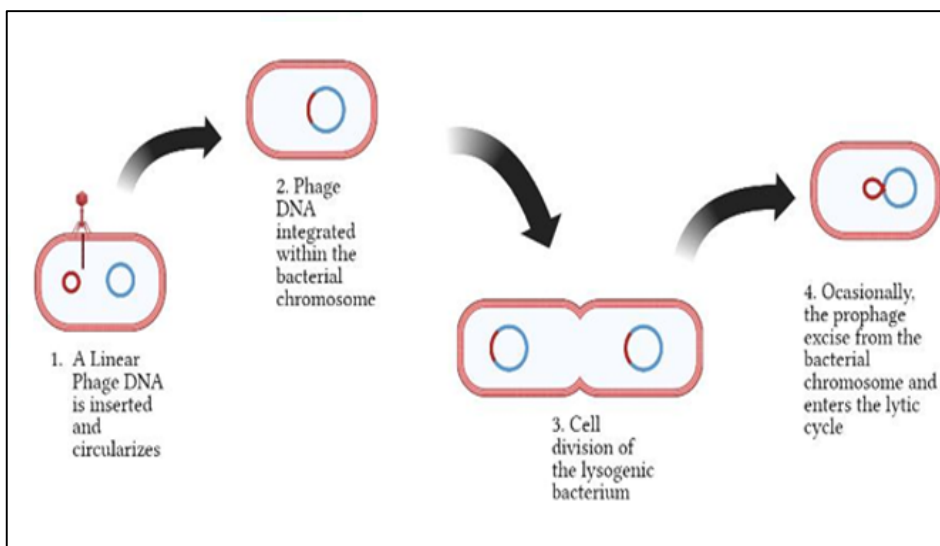 1. A Linear
Phage DNA
is inserted
and
circularizes
2. Phage
DNA
integrated
within the
bacterial
chromosome
3. Cell
division of
the lysogenic
bacterium
4. Ocasionally,
the prophage
excise from the
bacterial
chromosome and
enters the lytic
cycle